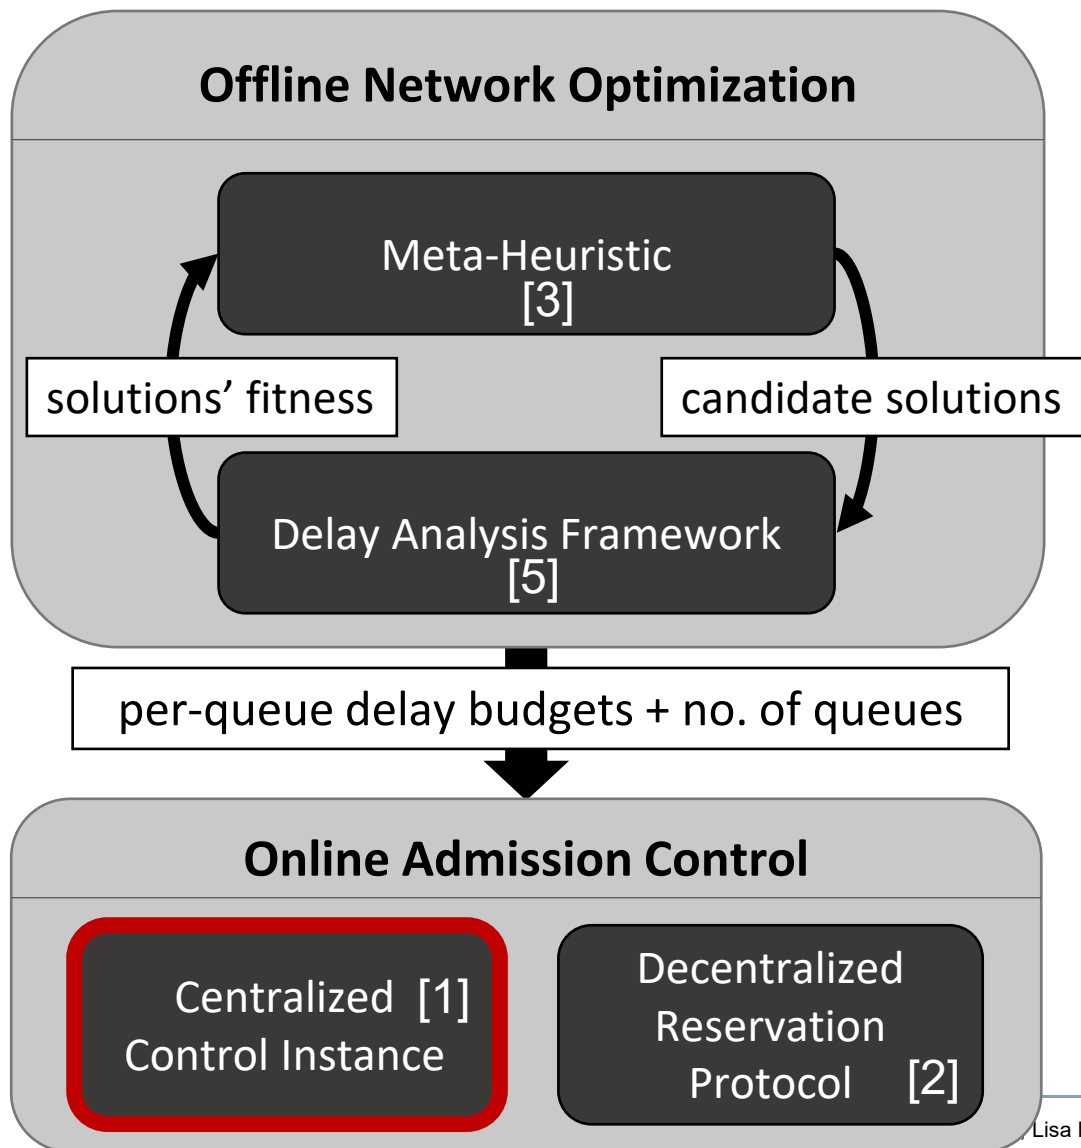 Offline Network Optimization
Meta-Heuristic
[3]
solutions’ fitness
candidate solutions
Delay Analysis Framework
[5]
per-queue delay budgets + no. of queues
Online Admission Control
Centralized [1]
Control Instance
Decentralized
Reservation
Protocol [2]
Lisa